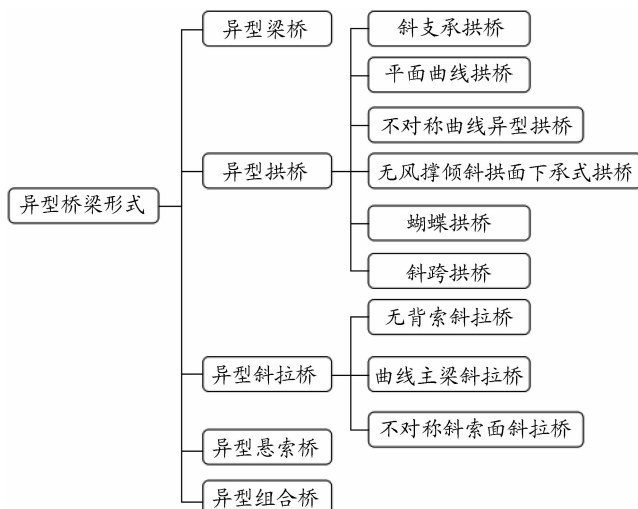 异型桥梁形式
异型梁桥
异型拱桥
斜支承拱桥
平面曲线拱桥
不对称曲线异型拱桥
无风撑倾斜拱面下承式拱桥
蝴蝶拱桥
斜跨拱桥
异型斜拉桥
无背索斜拉桥
曲线主梁斜拉桥
不对称斜索面斜拉桥
异型悬索桥
异型组合桥